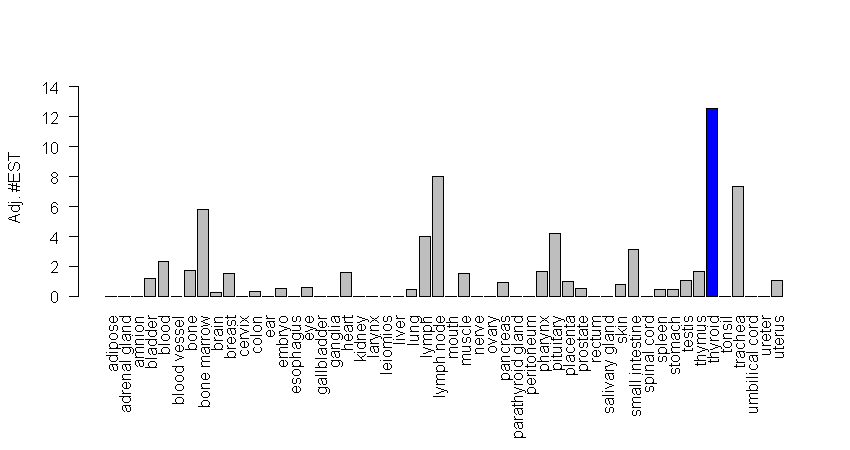 Adj. #EST
14
12
10
8
6
4
2
0
adipose
adrenal gland
amnion
bladder
blood
blood vessel
bone
bone marrow
brain
breast
cervix
colon
ear
embryo
esophagus
eye
gallbladder
ganglia
heart
kidney
larynx
leiomios
liver
lung
lymph
lymph node
mouth
muscle
nerve
ovary
pancreas
parathyroid gland
peritoneum
pharynx
pituitary
placenta
prostate
rectum
salivary gland
skin
small intestine
spinal cord
spleen
stomach
testis
thymus
thyroid
tonsil
trachea
umbilical cord
ureter
uterus